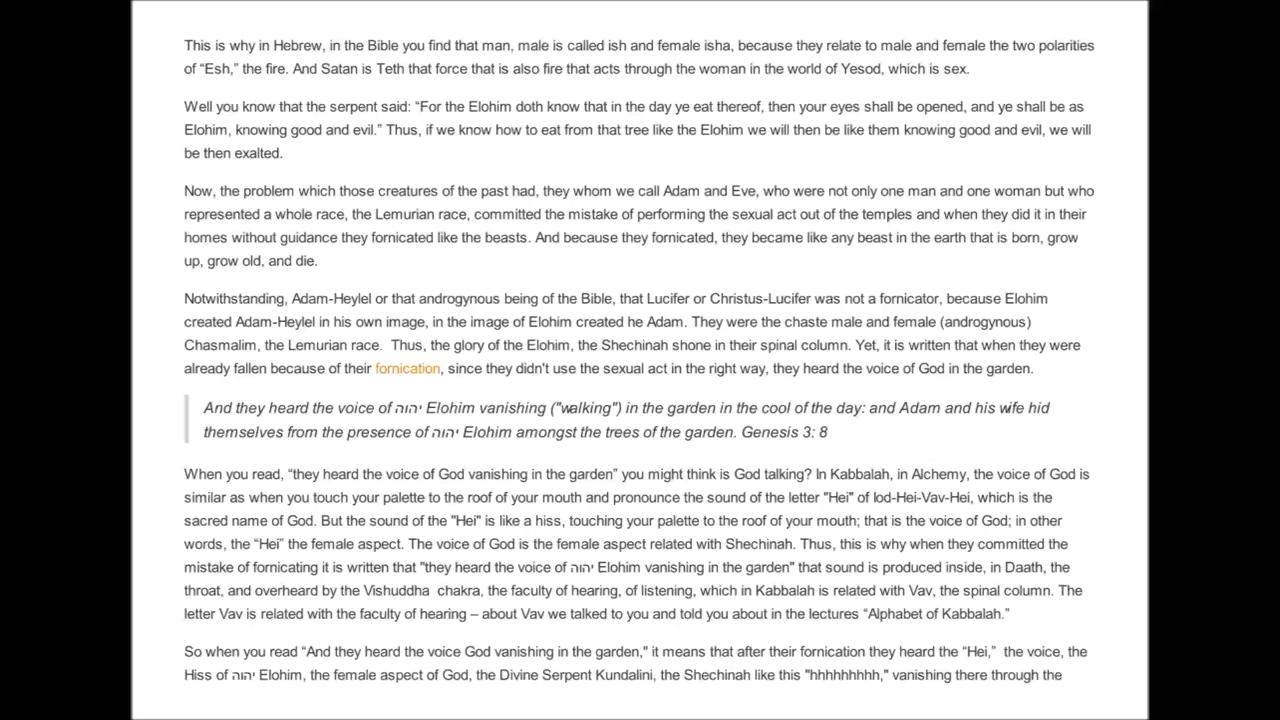 This is why in Hebrew, in the Bible you find that man, male is called ish and female isha, because they relate to male and female the two polarities
of “Esh,” the fire. And Satan is Teth that force that is also fire that acts through the woman in the world of Yesod, which is sex.
Well you know that the serpent said: “For the Elohim doth know that in the day ye eat thereof, then your eyes shall be opened, and ye shall be as
Elohim, knowing good and evil.” Thus, if we know how to eat from that tree like the Elohim we will then be like them knowing good and evil, we will
be then exalted.
Now, the problem which those creatures of the past had, they whom we call Adam and Eve, who were not only one man and one woman but who
represented a whole race, the Lemurian race, committed the mistake of performing the sexual act out of the temples and when they did it in their
homes without guidance they fornicated like the beasts. And because they fornicated, they became like any beast in the earth that is born, grow
up, grow old, and die.
Notwithstanding, Adam-Heylel or that androgynous being of the Bible, that Lucifer or Christus-Lucifer was not a fornicator, because Elohim
created Adam-Heylel in his own image, in the image of Elohim created he Adam. They were the chaste male and female (androgynous)
Chasmalim, the Lemurian race.  Thus, the glory of the Elohim, the Shechinah shone in their spinal column. Yet, it is written that when they were
already fallen because of their fornication, since they didn't use the sexual act in the right way, they heard the voice of God in the garden.
And they heard the voice of יהוה Elohim vanishing ("walking") in the garden in the cool of the day: and Adam and his wife hid
themselves from the presence of יהוה Elohim amongst the trees of the garden. Genesis 3: 8
When you read, “they heard the voice of God vanishing in the garden” you might think is God talking? In Kabbalah, in Alchemy, the voice of God is
similar as when you touch your palette to the roof of your mouth and pronounce the sound of the letter "Hei" of Iod-Hei-Vav-Hei, which is the
sacred name of God. But the sound of the "Hei" is like a hiss, touching your palette to the roof of your mouth; that is the voice of God; in other
words, the “Hei” the female aspect. The voice of God is the female aspect related with Shechinah. Thus, this is why when they committed the
mistake of fornicating it is written that "they heard the voice of יהוה Elohim vanishing in the garden" that sound is produced inside, in Daath, the
throat, and overheard by the Vishuddha  chakra, the faculty of hearing, of listening, which in Kabbalah is related with Vav, the spinal column. The
letter Vav is related with the faculty of hearing – about Vav we talked to you and told you about in the lectures “Alphabet of Kabbalah.”
So when you read “And they heard the voice God vanishing in the garden," it means that after their fornication they heard the “Hei,”  the voice, the
Hiss of יהוה Elohim, the female aspect of God, the Divine Serpent Kundalini, the Shechinah like this "hhhhhhhhh," vanishing there through the